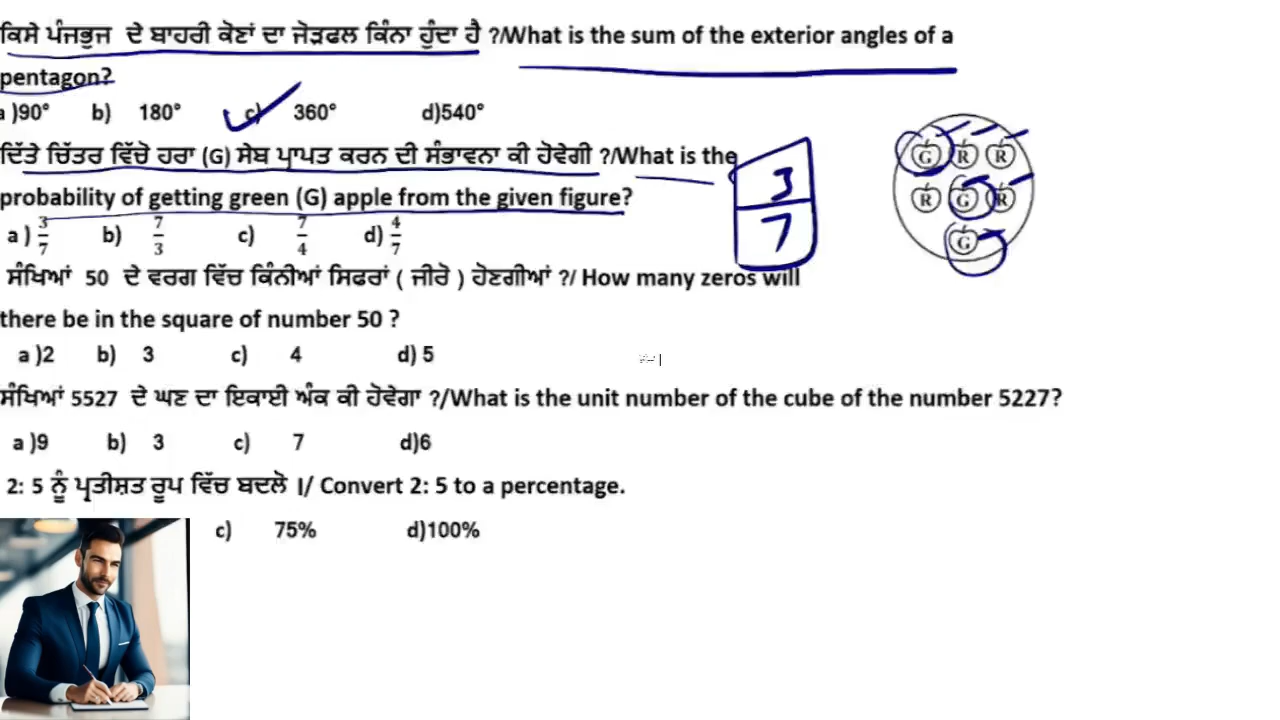 ਕਿਸੇ ਪੰਜਭੁਜ ਦੇ ਬਾਹਰੀ ਕੋਣਾਂ ਦਾ ਜੋੜਫਲ ਕਿੰਨਾ ਹੁੰਦਾ ਹੈ ?/What is the sum of the exterior angles of a
pentagon?
a )90° b) 180° c) 360° d)540°
ਦਿੱਤੇ ਚਿੱਤਰ ਵਿੱਚੋ ਹਰਾ (G) ਸੇਬ ਪ੍ਰਾਪਤ ਕਰਨ ਦੀ ਸੰਭਾਵਨਾ ਕੀ ਹੋਵੇਗੀ ?/What is the
probability of getting green (G) apple from the given figure?
a ) 3/7 b) 7/3 c) 7/4 d) 4/7
3
7
G R R
R G R
G
ਸੰਖਿਆਂ 50 ਦੇ ਵਰਗ ਵਿੱਚ ਕਿੰਨੀਆਂ ਸਿਫਰਾਂ ( ਜੀਰੋ ) ਹੋਣਗੀਆਂ ?/ How many zeros will
there be in the square of number 50 ?
a )2 b) 3 c) 4 d) 5
ਸੰਖਿਆਂ 5527 ਦੇ ਘਣ ਦਾ ਇਕਾਈ ਅੰਕ ਕੀ ਹੋਵੇਗਾ ?/What is the unit number of the cube of the number 5227?
a )9 b) 3 c) 7 d)6
2: 5 ਨੂੰ ਪ੍ਰਤੀਸ਼ਤ ਰੂਪ ਵਿੱਚ ਬਦਲੋ ।/ Convert 2: 5 to a percentage.
c) 75% d)100%